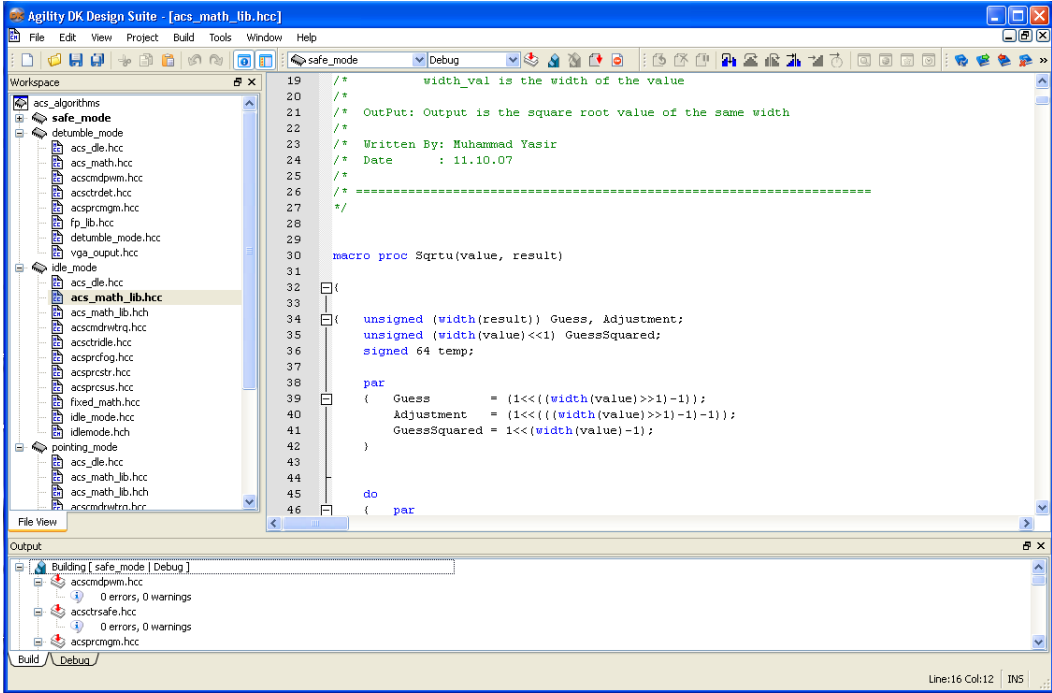 Agility DK Design Suite - [acs_math_lib.hcc]
File Edit View Project Build Tools Window Help
safe_mode Debug
Workspace
acs_algorithms
safe_mode
detumble_mode
acs_dle.hcc
acs_math.hcc
acscmdpwm.hcc
acsctrdet.hcc
acsprcmgm.hcc
fp_lib.hcc
detumble_mode.hcc
vga_ouput.hcc
idle_mode
acs_dle.hcc
acs_math_lib.hcc
acs_math_lib.hch
acscmdrwtrq.hcc
acsctridle.hcc
acsprcfog.hcc
acsprcstr.hcc
acsprcsus.hcc
fixed_math.hcc
idle_mode.hcc
idlemode.hch
pointing_mode
acs_dle.hcc
acs_math_lib.hcc
acs_math_lib.hch
acscmdrwtrq.hcc
File View
19 /* width_val is the width of the value
20 /*
21 /* OutPut: Output is the square root value of the same width
22 /*
23 /* Written By: Muhammad Yasir
24 /* Date : 11.10.07
25 /*
26 /* =====================================================================
27 */
28
29
30 macro proc Sqrtu(value, result)
31
32 {
33
34 { unsigned (width(result)) Guess, Adjustment;
35 unsigned (width(value)<<1) GuessSquared;
36 signed 64 temp;
37
38 par
39 { Guess = (1<<((width(value)>>1)-1));
40 Adjustment = (1<<(((width(value)>>1)-1)-1));
41 GuessSquared = 1<<(width(value)-1);
42 }
43
44
45 do
46 { par
Output
Building [ safe_mode | Debug ]
acscmdpwm.hcc
0 errors, 0 warnings
acsctrsafe.hcc
0 errors, 0 warnings
acsprcmgm.hcc
Build Debug
Line:16 Col:12 INS